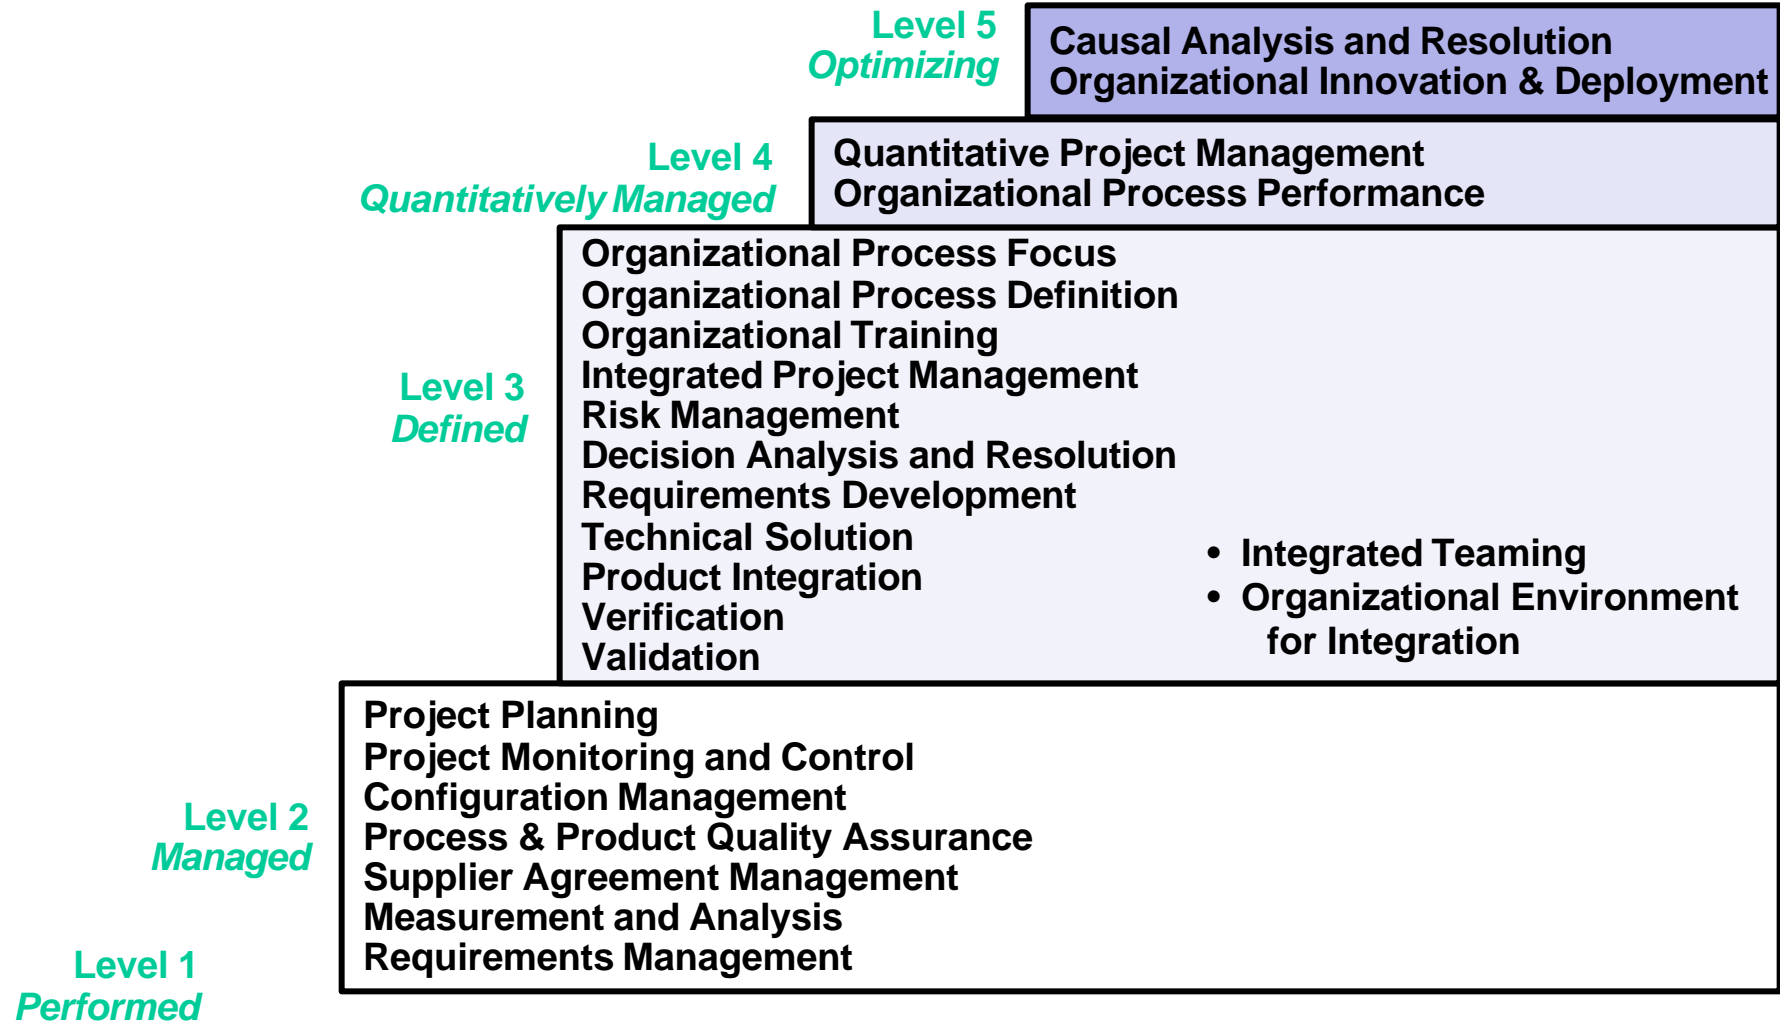 Level 5
Optimizing
Causal Analysis and Resolution
Organizational Innovation & Deployment
Level 4
Quantitatively Managed
Quantitative Project Management
Organizational Process Performance
Level 3
Defined
Organizational Process Focus
Organizational Process Definition
Organizational Training
Integrated Project Management
Risk Management
Decision Analysis and Resolution
Requirements Development
Technical Solution
Product Integration
Verification
Validation
• Integrated Teaming
• Organizational Environment
for Integration
Level 2
Managed
Project Planning
Project Monitoring and Control
Configuration Management
Process & Product Quality Assurance
Supplier Agreement Management
Measurement and Analysis
Requirements Management
Level 1
Performed